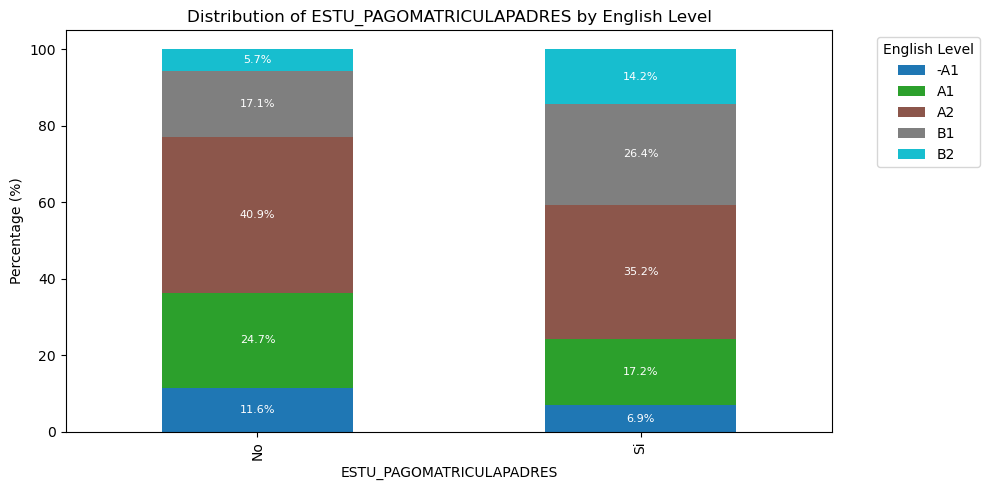 Distribution of ESTU_PAGOMATRICULAPADRES by English Level
English Level
-A1
A1
A2
B1
B2
Percentage (%)
100
80
60
40
20
0
5.7%
17.1%
40.9%
24.7%
11.6%
14.2%
26.4%
35.2%
17.2%
6.9%
No
Si
ESTU_PAGOMATRICULAPADRES